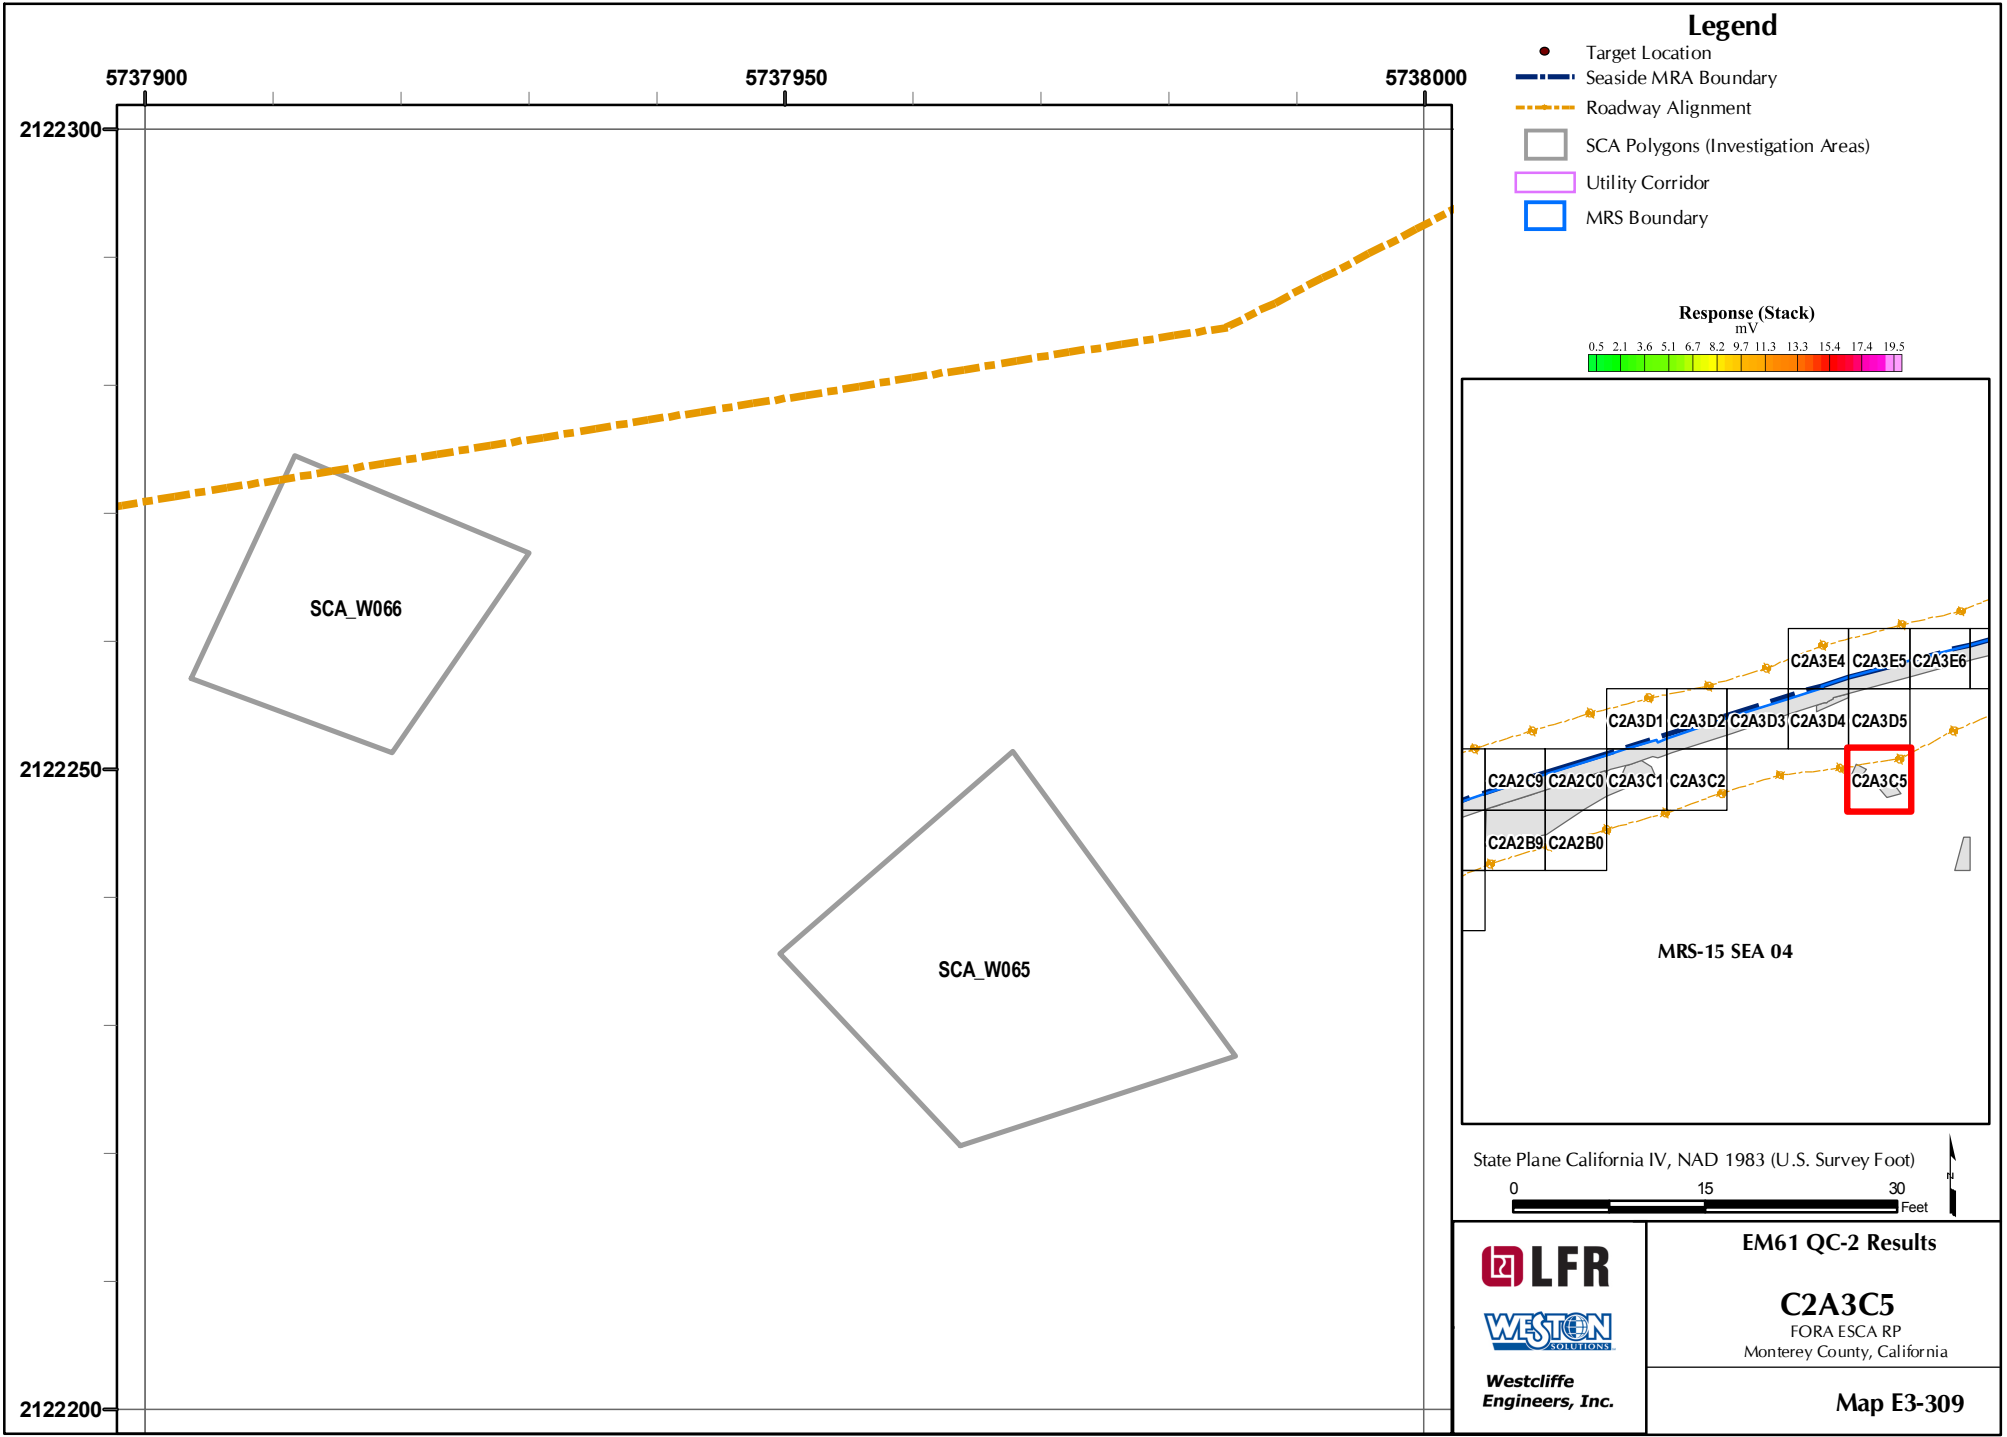 5737900 5737950 5738000
2122300
2122250
2122200
SCA_W066
SCA_W065
Legend
Target Location
Seaside MRA Boundary
Roadway Alignment
SCA Polygons (Investigation Areas)
Utility Corridor
MRS Boundary
Response (Stack)
mV
0.5 2.1 3.6 5.1 6.7 8.2 9.7 11.3 13.3 15.4 17.4 19.5
C2A3E4 C2A3E5 C2A3E6
C2A3D1 C2A3D2 C2A3D3 C2A3D4 C2A3D5
C2A2C9 C2A2C0 C2A3C1 C2A3C2 C2A3C5
C2A2B9 C2A2B0
MRS-15 SEA 04
State Plane California IV, NAD 1983 (U.S. Survey Foot)
0 15 30
Feet
N
LFR
WESTON
SOLUTIONS
Westcliffe
Engineers, Inc.
EM61 QC-2 Results
C2A3C5
FORA ESCA RP
Monterey County, California
Map E3-309